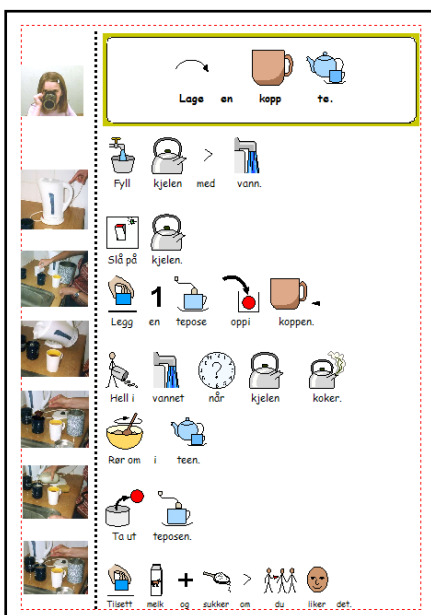 Lage en kopp te.
Fyll kjelen med vann.
Slå på kjelen.
Legg 1 en tepose oppi koppen.
Hell i vannet når kjelen koker.
Rør om i teen.
Ta ut teposen.
Tilsett melk og sukker om du liker det.